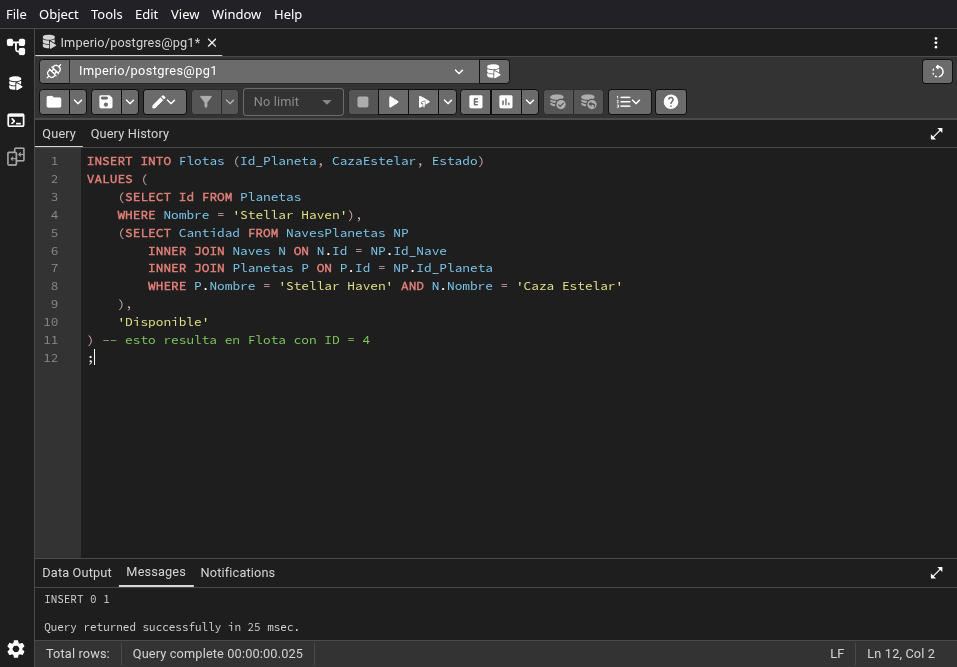 File Object Tools Edit View Window Help
Imperio/postgres@pg1*
Imperio/postgres@pg1
No limit
E
Query Query History
1 INSERT INTO Flotas (Id_Planeta, CazaEstelar, Estado)
2 VALUES (
3 (SELECT Id FROM Planetas
4 WHERE Nombre = 'Stellar Haven'),
5 (SELECT Cantidad FROM NavesPlanetas NP
6 INNER JOIN Naves N ON N.Id = NP.Id_Nave
7 INNER JOIN Planetas P ON P.Id = NP.Id_Planeta
8 WHERE P.Nombre = 'Stellar Haven' AND N.Nombre = 'Caza Estelar'
9 ),
10 'Disponible'
11 ) -- esto resulta en Flota con ID = 4
12 ;
Data Output Messages Notifications
INSERT 0 1
Query returned successfully in 25 msec.
Total rows: Query complete 00:00:00.025 LF Ln 12, Col 2